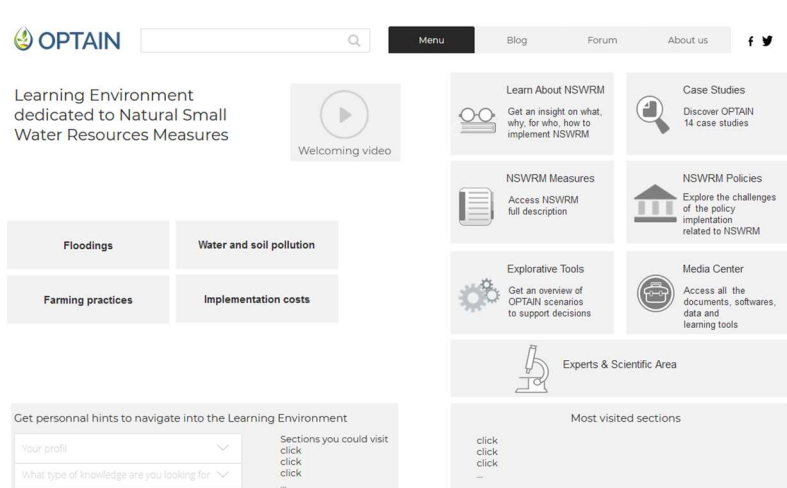 OPTAIN
Menu
Blog
Forum
About us
Learning Environment
dedicated to Natural Small
Water Resources Measures
Welcoming video
Learn About NSWRM
Get an insight on what,
why, for who, how to
implement NSWRM
Case Studies
Discover OPTAIN
14 case studies
NSWRM Measures
Access NSWRM
full description
NSWRM Policies
Explore the challenges
of the policy
implentation
related to NSWRM
Floodings
Water and soil pollution
Farming practices
Implementation costs
Explorative Tools
Get an overview of
OPTAIN scenarios
to support decisions
Media Center
Access all the
documents, softwares,
data and
learning tools
Experts & Scientific Area
Get personnal hints to navigate into the Learning Environment
Your profil
What type of knowledge are you looking for
Sections you could visit
click
click
click
...
Most visited sections
click
click
click
...